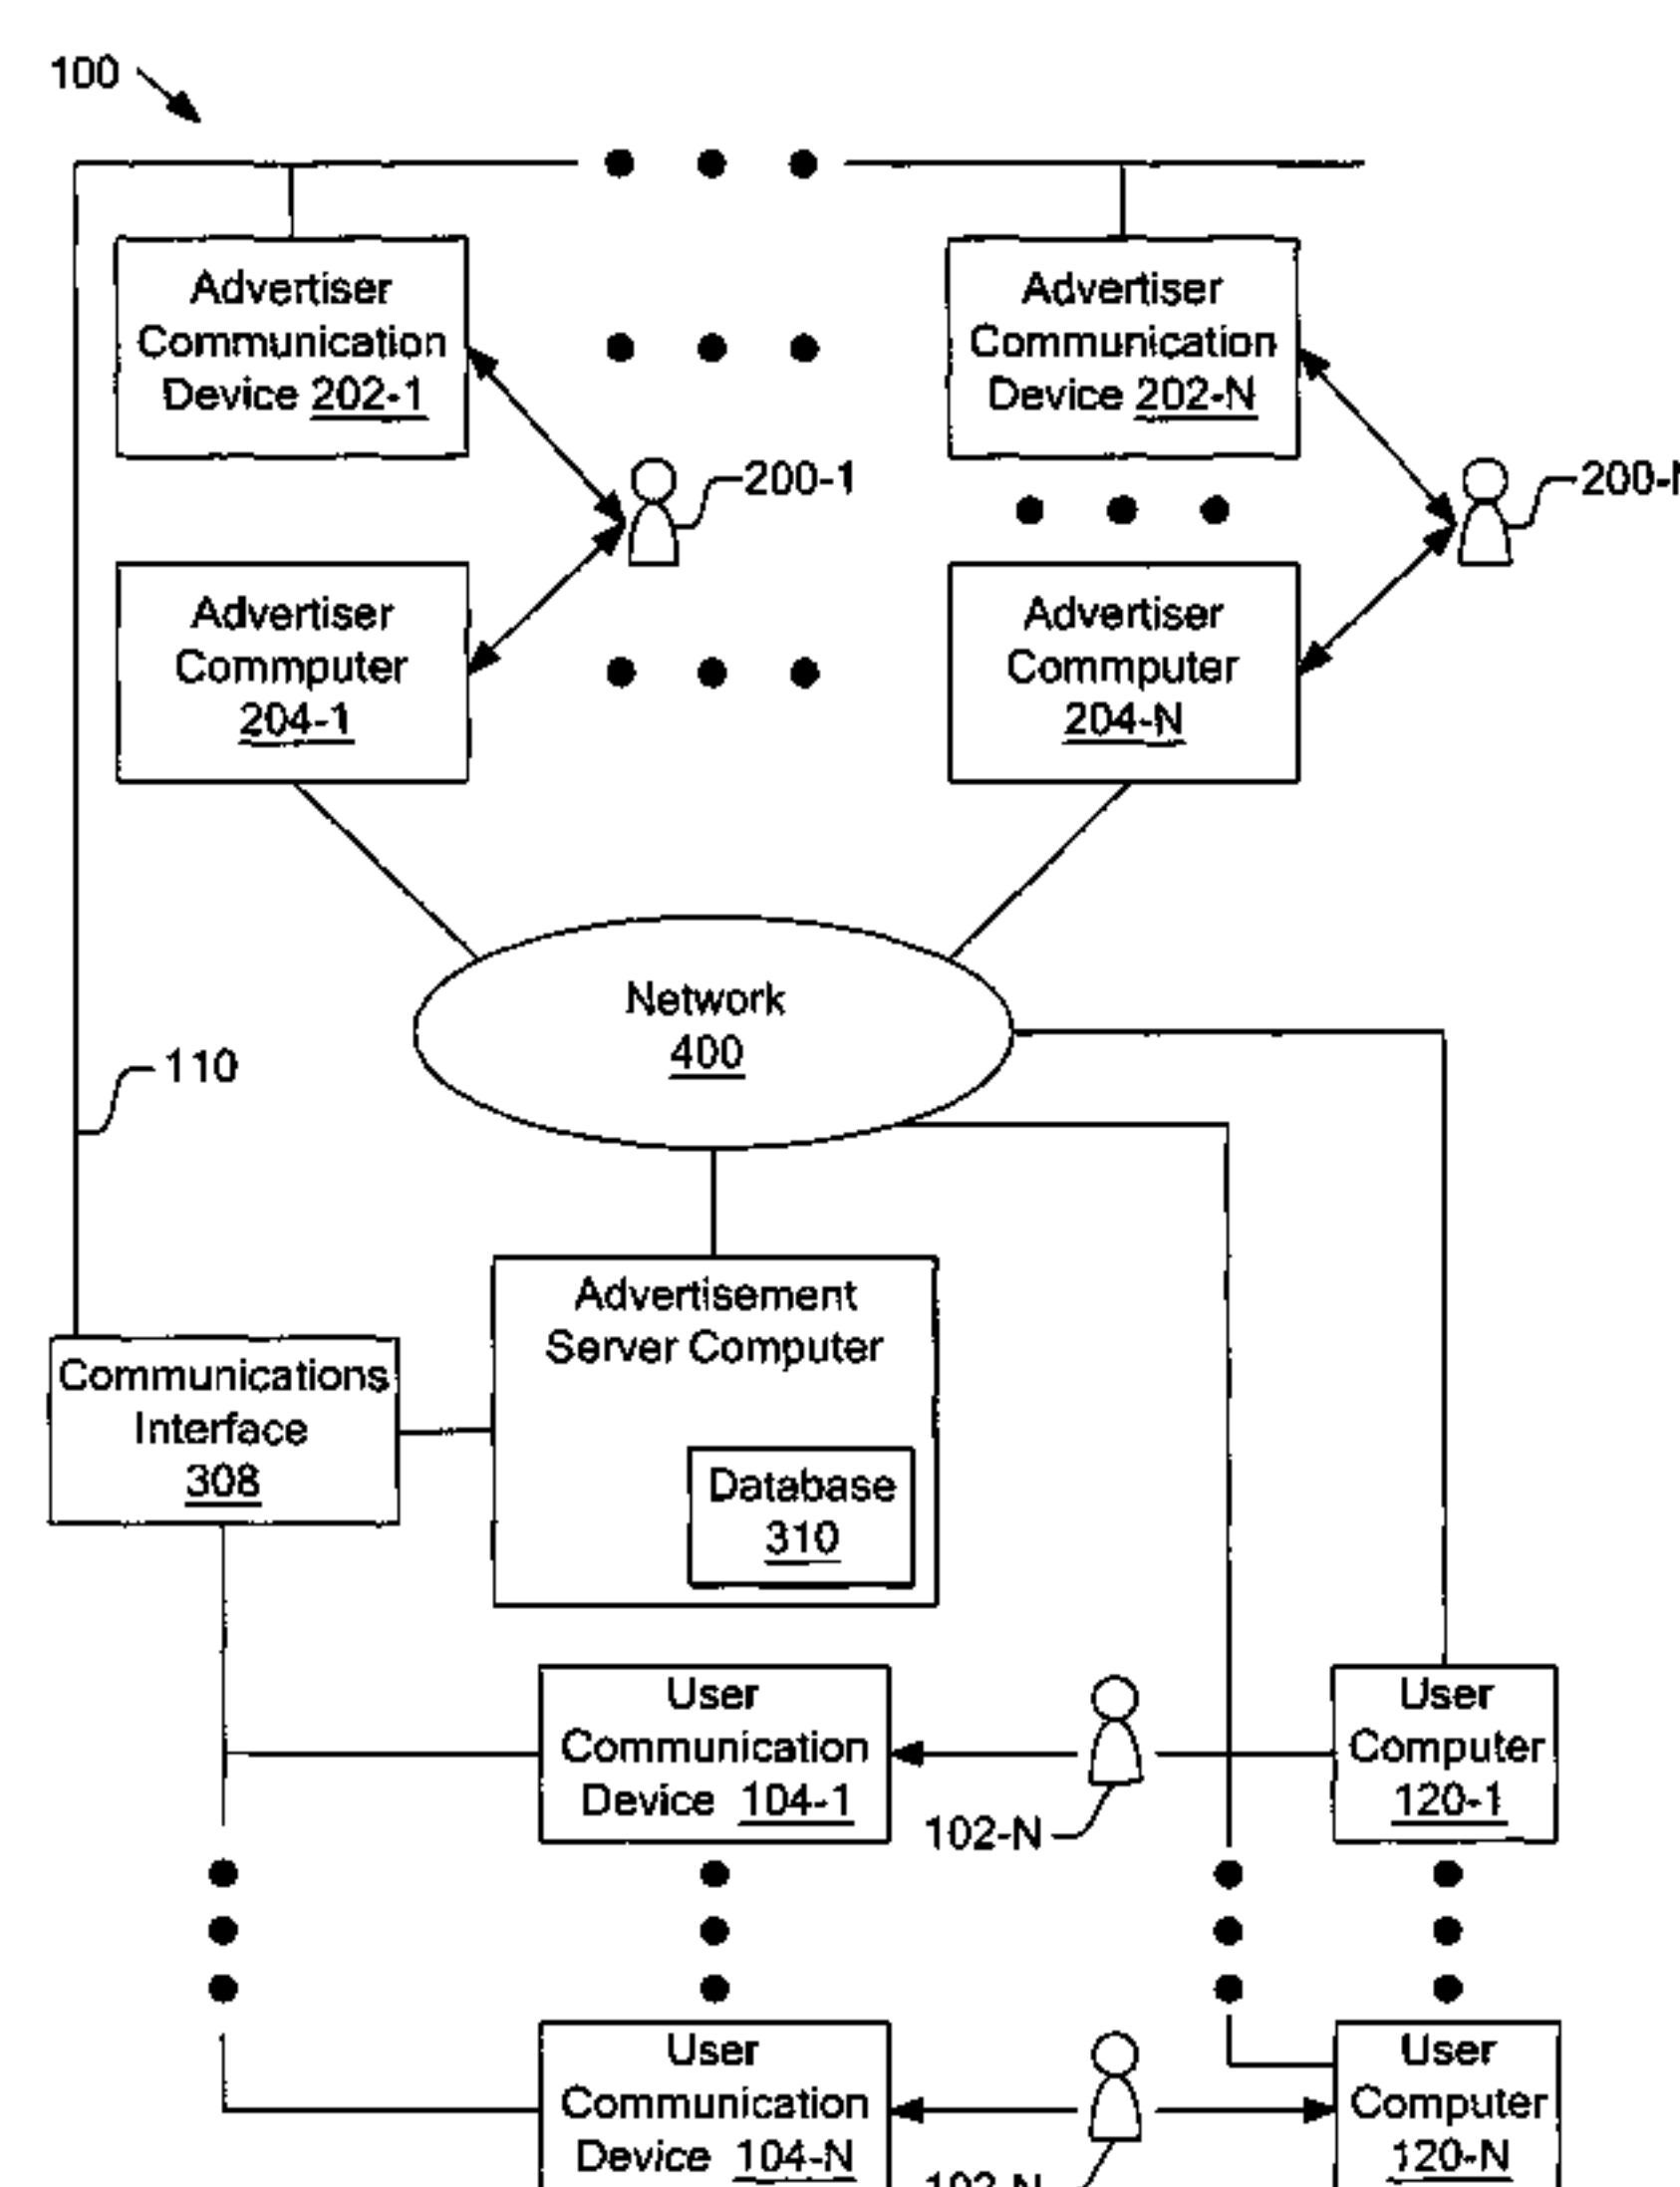 100
Advertiser
Communication
Device 202-1
Advertiser
Communication
Device 202-N
200-1
200-N
Advertiser
Commputer
204-1
Advertiser
Commputer
204-N
Network
400
110
Advertisement
Server Computer
Communications
Interface
308
Database
310
User
Communication
Device 104-1
102-N
User
Computer
120-1
User
Communication
Device 104-N
102-N
User
Computer
120-N